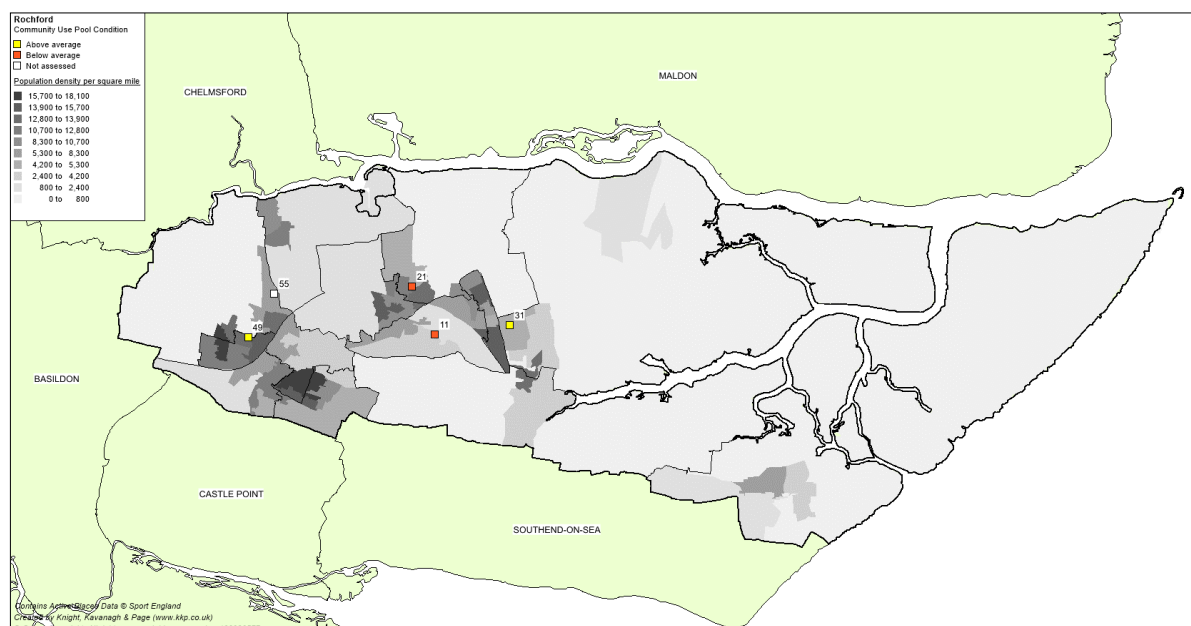 Rochford
Community Use Pool Condition
Above average
Below average
Not assessed
Population density per square mile
15,700 to 18,100
13,900 to 15,700
12,800 to 13,900
10,700 to 12,800
8,300 to 10,700
5,300 to 8,300
4,200 to 5,300
2,400 to 4,200
800 to 2,400
0 to 800
MALDON
CHELMSFORD
55
21
49
11
31
BASILDON
CASTLE POINT
SOUTHEND-ON-SEA
Contains Active Places Data © Sport England
Created by Knight, Kavanagh & Page (www.kkp.co.uk)